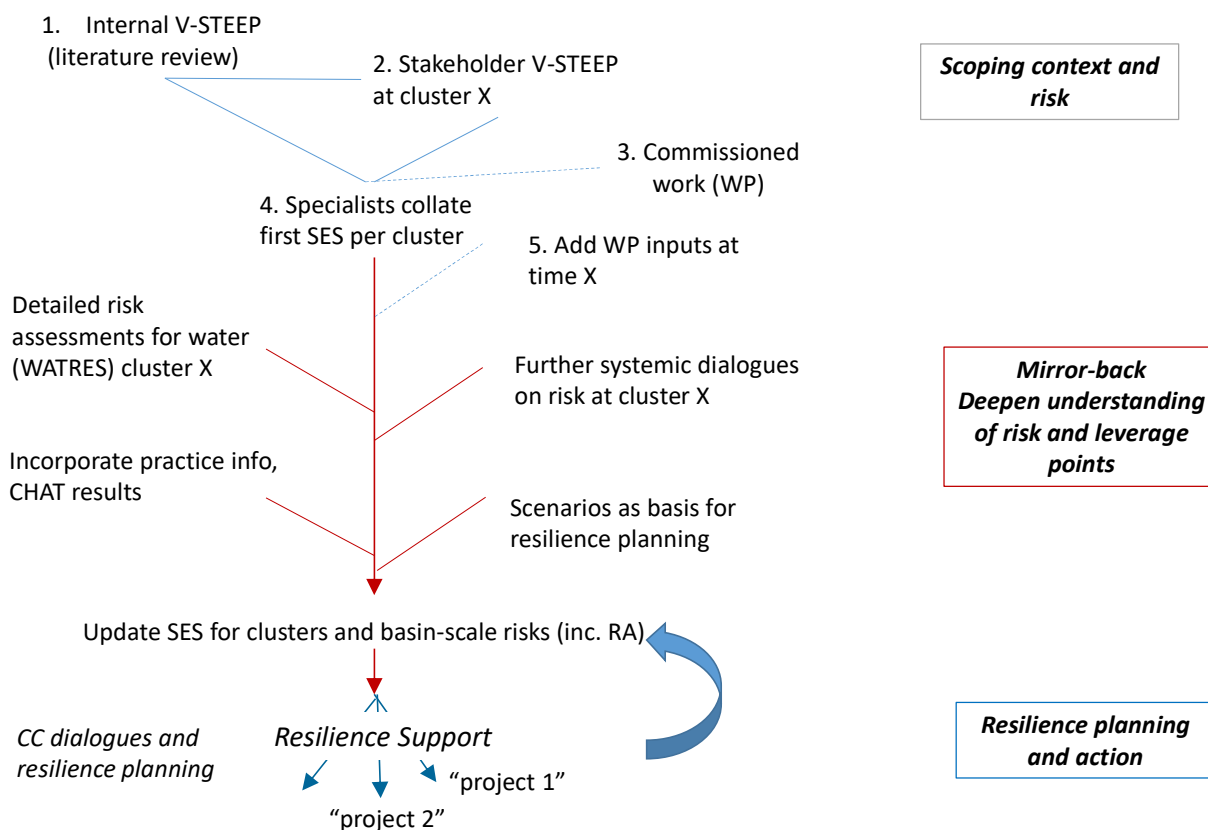 1. Internal V-STEEP
(literature review)
2. Stakeholder V-STEEP
at cluster X
Scoping context and
risk
3. Commissioned
work (WP)
4. Specialists collate
first SES per cluster
5. Add WP inputs at
time X
Detailed risk
assessments for water
(WATRES) cluster X
Further systemic dialogues
on risk at cluster X
Mirror-back
Deepen understanding
of risk and leverage
points
Incorporate practice info,
CHAT results
Scenarios as basis for
resilience planning
Update SES for clusters and basin-scale risks (inc. RA)
CC dialogues and
resilience planning
Resilience Support
Resilience planning
and action
“project 1”
“project 2”